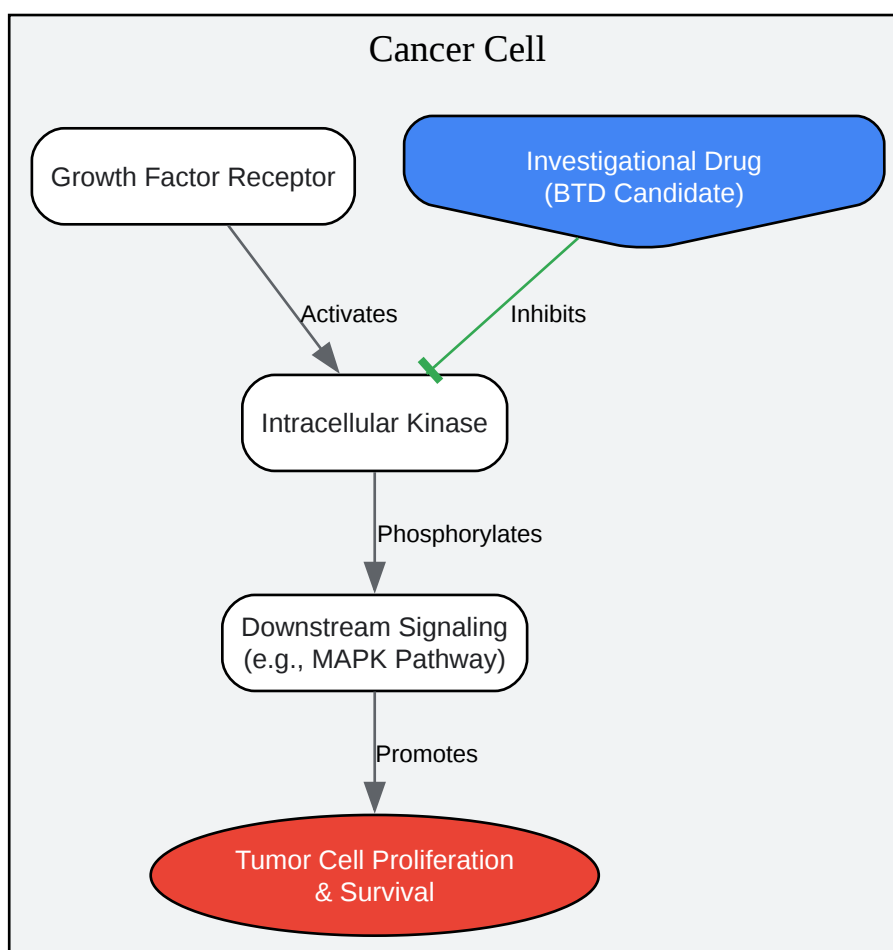 Cancer Cell
Growth Factor Receptor
Investigational Drug
(BTD Candidate)
Activates
Inhibits
Intracellular Kinase
Phosphorylates
Downstream Signaling
(e.g., MAPK Pathway)
Promotes
Tumor Cell Proliferation
& Survival